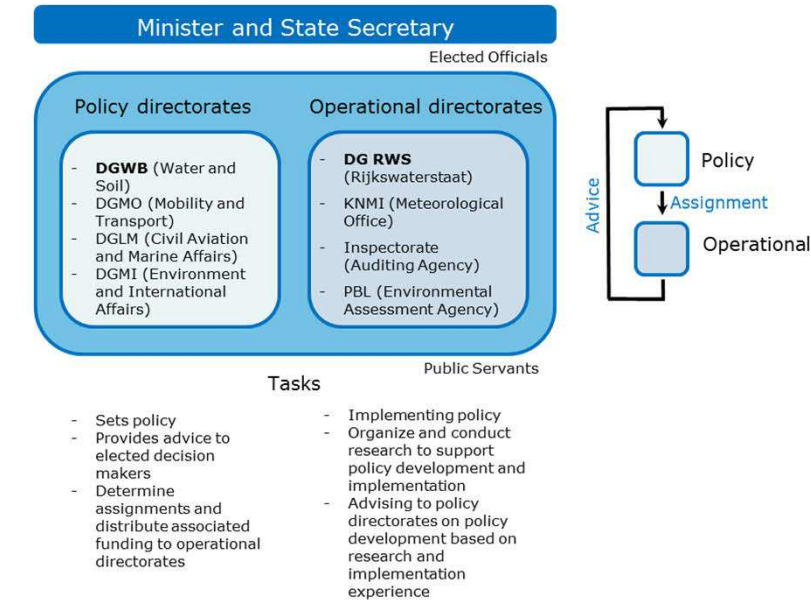 Minister and State Secretary
Elected Officials
Policy directorates
- DGWB (Water and
Soil)
- DGMO (Mobility and
Transport)
- DGLM (Civil Aviation
and Marine Affairs)
- DGMI (Environment
and International
Affairs)
Operational directorates
- DG RWS
(Rijkswaterstaat)
- KNMI (Meteorological
Office)
- Inspectorate
(Auditing Agency)
- PBL (Environmental
Assessment Agency)
Public Servants
Advice
Policy
Assignment
Operational
Tasks
- Sets policy
- Provides advice to
elected decision
makers
- Determine
assignments and
distribute associated
funding to operational
directorates
- Implementing policy
- Organize and conduct
research to support
policy development and
implementation
- Advising to policy
directorates on policy
development based on
research and
implementation
experience